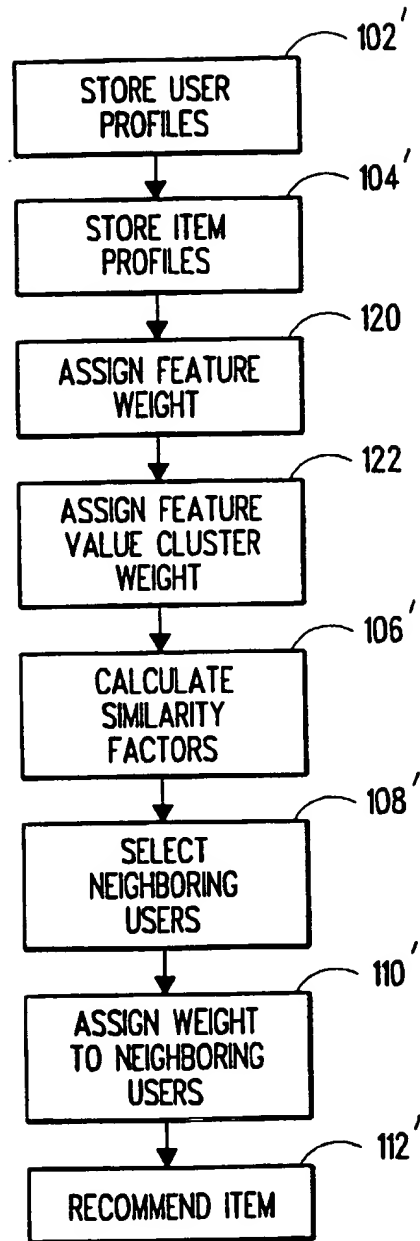 102'
STORE USER
PROFILES
104'
STORE ITEM
PROFILES
120
ASSIGN FEATURE
WEIGHT
122
ASSIGN FEATURE
VALUE CLUSTER
WEIGHT
106'
CALCULATE
SIMILARITY
FACTORS
108'
SELECT
NEIGHBORING
USERS
110'
ASSIGN WEIGHT
TO NEIGHBORING
USERS
112'
RECOMMEND ITEM